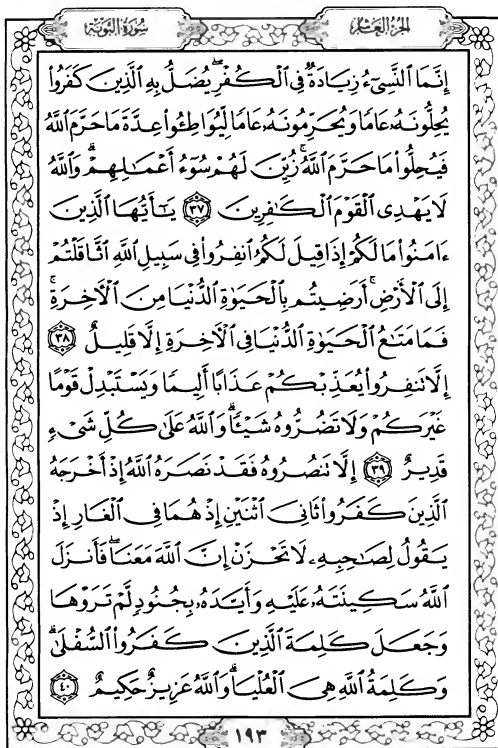 سُورَةُ التَّوْبَةِ
الجُزْءُ العَاشِرُ
إِنَّمَا ٱلنَّسِىٓءُ زِيَادَةٌ فِى ٱلْكُفْرِ ۖ يُضَلُّ بِهِ ٱلَّذِينَ كَفَرُوا۟
يُحِلُّونَهُۥ عَامًا وَيُحَرِّمُونَهُۥ عَامًا لِّيُوَاطِـُٔوا۟ عِدَّةَ مَا حَرَّمَ ٱللَّهُ
فَيُحِلُّوا۟ مَا حَرَّمَ ٱللَّهُ ۚ زُيِّنَ لَهُمْ سُوٓءُ أَعْمَـٰلِهِمْ ۗ وَٱللَّهُ
لَا يَهْدِى ٱلْقَوْمَ ٱلْكَـٰفِرِينَ ٣٧ يَـٰٓأَيُّهَا ٱلَّذِينَ
ءَامَنُوا۟ مَا لَكُمْ إِذَا قِيلَ لَكُمُ ٱنفِرُوا۟ فِى سَبِيلِ ٱللَّهِ ٱثَّاقَلْتُمْ
إِلَى ٱلْأَرْضِ ۚ أَرَضِيتُم بِٱلْحَيَوٰةِ ٱلدُّنْيَا مِنَ ٱلْـَٔاخِرَةِ ۚ
فَمَا مَتَـٰعُ ٱلْحَيَوٰةِ ٱلدُّنْيَا فِى ٱلْـَٔاخِرَةِ إِلَّا قَلِيلٌ ٣٨
إِلَّا تَنفِرُوا۟ يُعَذِّبْكُمْ عَذَابًا أَلِيمًا وَيَسْتَبْدِلْ قَوْمًا
غَيْرَكُمْ وَلَا تَضُرُّوهُ شَيْـًٔا ۗ وَٱللَّهُ عَلَىٰ كُلِّ شَىْءٍ
قَدِيرٌ ٣٩ إِلَّا تَنصُرُوهُ فَقَدْ نَصَرَهُ ٱللَّهُ إِذْ أَخْرَجَهُ
ٱلَّذِينَ كَفَرُوا۟ ثَانِىَ ٱثْنَيْنِ إِذْ هُمَا فِى ٱلْغَارِ إِذْ
يَقُولُ لِصَـٰحِبِهِۦ لَا تَحْزَنْ إِنَّ ٱللَّهَ مَعَنَا ۖ فَأَنزَلَ
ٱللَّهُ سَكِينَتَهُۥ عَلَيْهِ وَأَيَّدَهُۥ بِجُنُودٍ لَّمْ تَرَوْهَا
وَجَعَلَ كَلِمَةَ ٱلَّذِينَ كَفَرُوا۟ ٱلسُّفْلَىٰ ۗ
وَكَلِمَةُ ٱللَّهِ هِىَ ٱلْعُلْيَا ۗ وَٱللَّهُ عَزِيزٌ حَكِيمٌ ٤٠
١٩٣